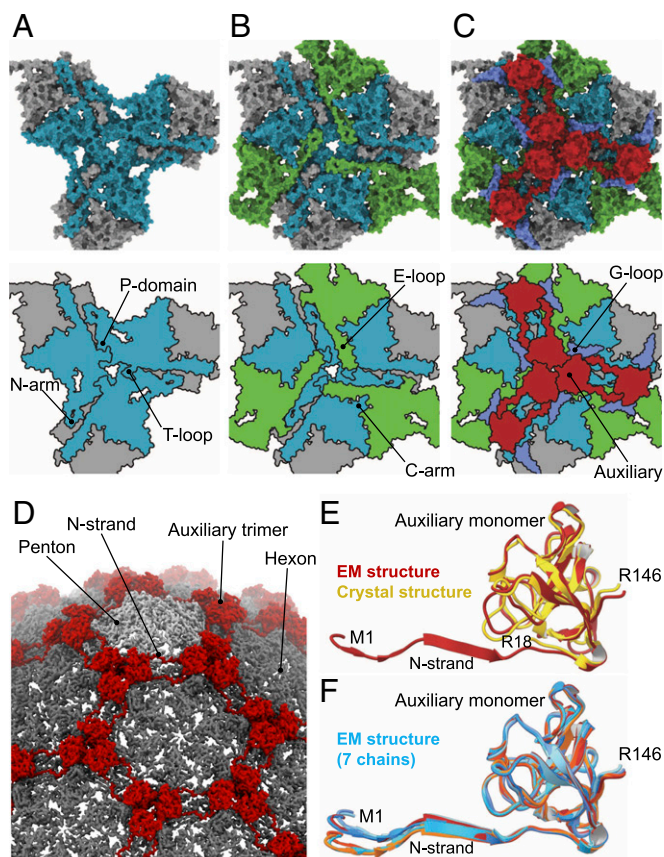 A
B
C
P-domain
N-arm
T-loop
E-loop
C-arm
G-loop
Auxiliary
D
N-strand
Penton
Auxiliary trimer
Hexon
E
Auxiliary monomer
EM structure
Crystal structure
R146
M1
R18
N-strand
F
Auxiliary monomer
EM structure
(7 chains)
R146
M1
N-strand